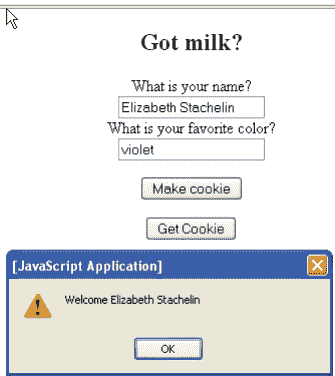 Got milk?
What is your name?
Elizabeth Stachelin
What is your favorite color?
violet
Make cookie
Get Cookie
[JavaScript Application]
Welcome Elizabeth Stachelin
OK